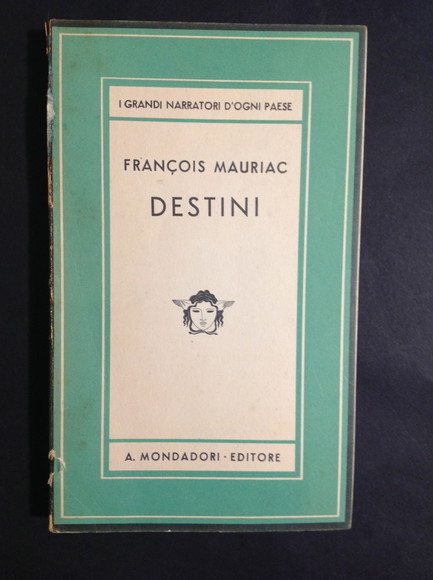 I GRANDI NARRATORI D'OGNI PAESE
FRANÇOIS MAURIAC
DESTINI
A. MONDADORI · EDITORE